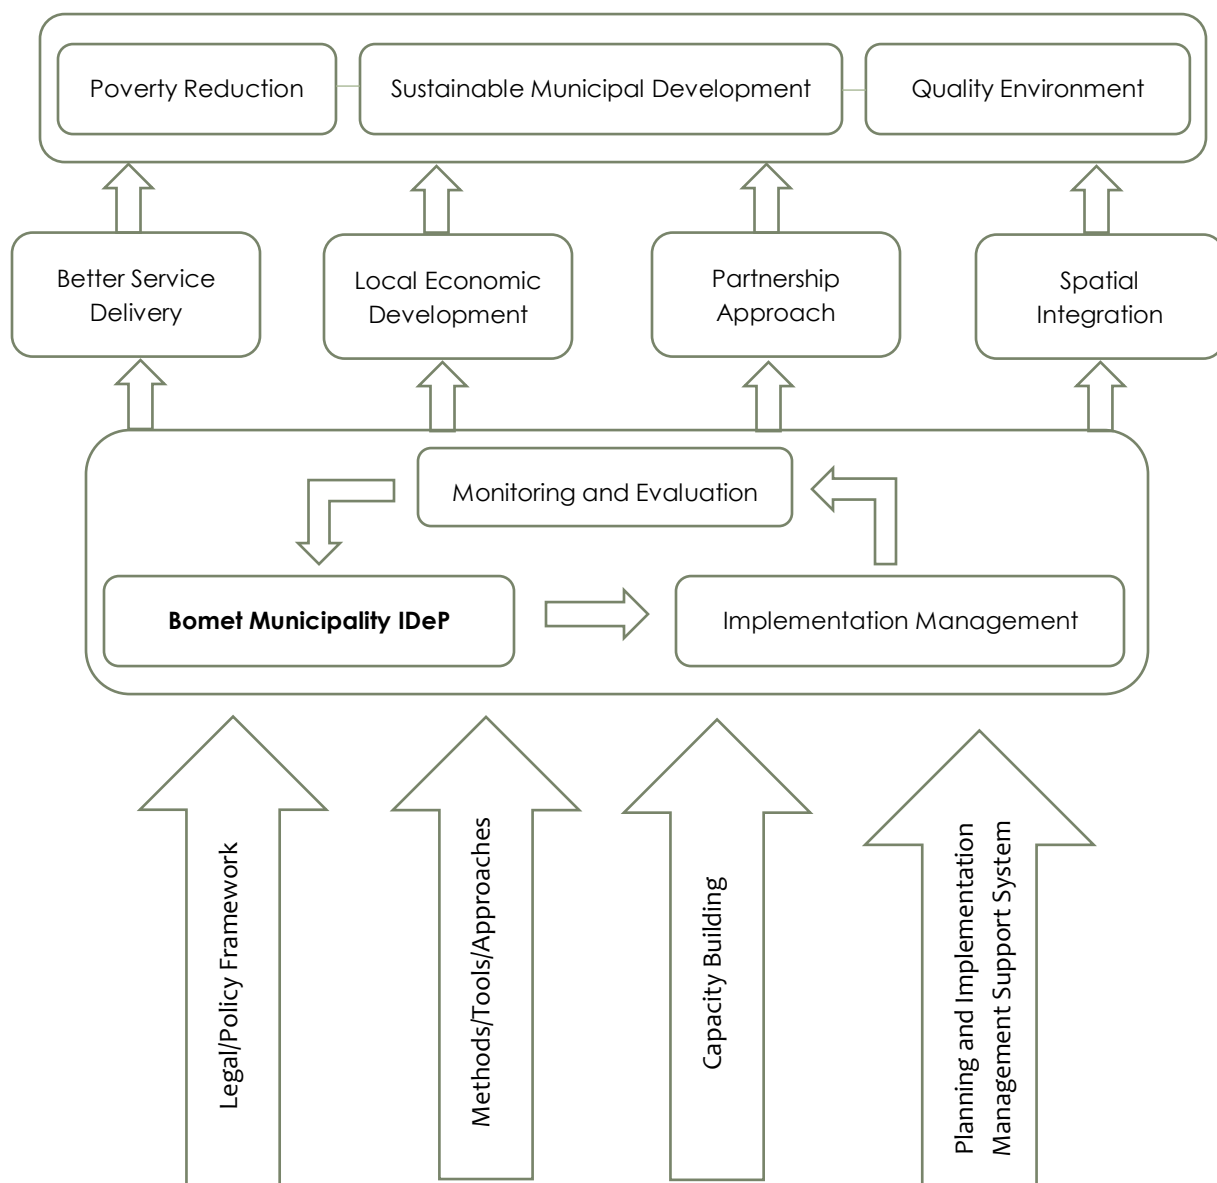 Poverty Reduction
Sustainable Municipal Development
Quality Environment
Better Service
Delivery
Local Economic
Development
Partnership
Approach
Spatial
Integration
Monitoring and Evaluation
Bomet Municipality IDeP
Implementation Management
Legal/Policy Framework
Methods/Tools/Approaches
Capacity Building
Planning and Implementation
Management Support System